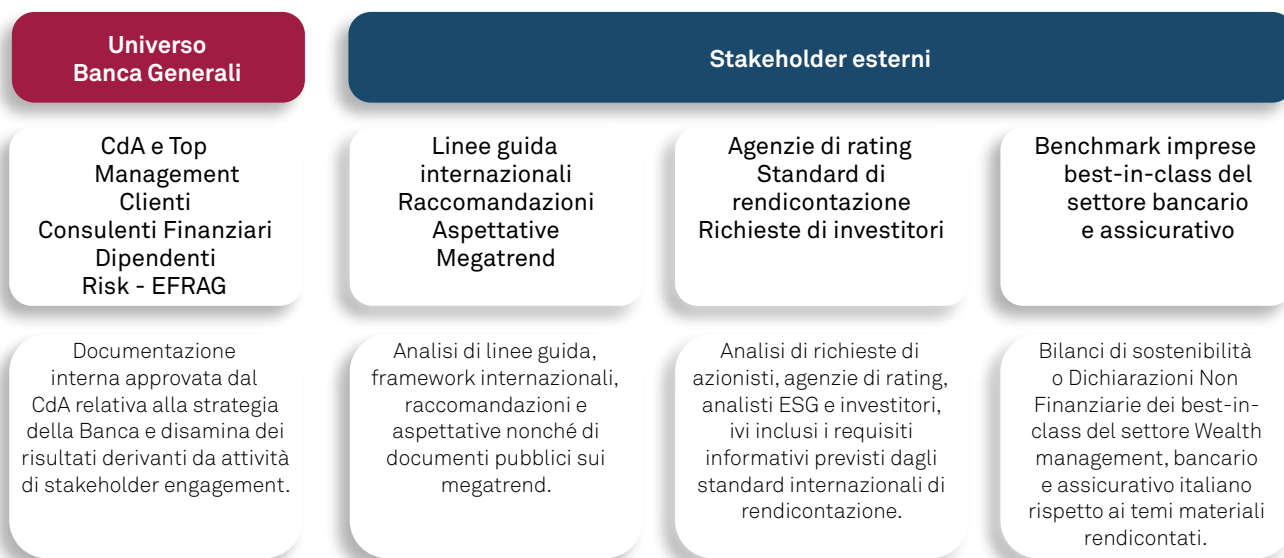 Universo
Banca Generali
Stakeholder esterni
CdA e Top
Management
Clienti
Consulenti Finanziari
Dipendenti
Risk - EFRAG
Linee guida
internazionali
Raccomandazioni
Aspettative
Megatrend
Agenzie di rating
Standard di
rendicontazione
Richieste di investitori
Benchmark imprese
best-in-class del
settore bancario
e assicurativo
Documentazione
interna approvata dal
CdA relativa alla strategia
della Banca e disamina dei
risultati derivanti da attività
di stakeholder engagement.
Analisi di linee guida,
framework internazionali,
raccomandazioni e
aspettative nonché di
documenti pubblici sui
megatrend.
Analisi di richieste di
azionisti, agenzie di rating,
analisti ESG e investitori,
ivi inclusi i requisiti
informativi previsti dagli
standard internazionali di
rendicontazione.
Bilanci di sostenibilità
o Dichiarazioni Non
Finanziarie dei best-in-
class del settore Wealth
management, bancario
e assicurativo italiano
rispetto ai temi materiali
rendicontati.